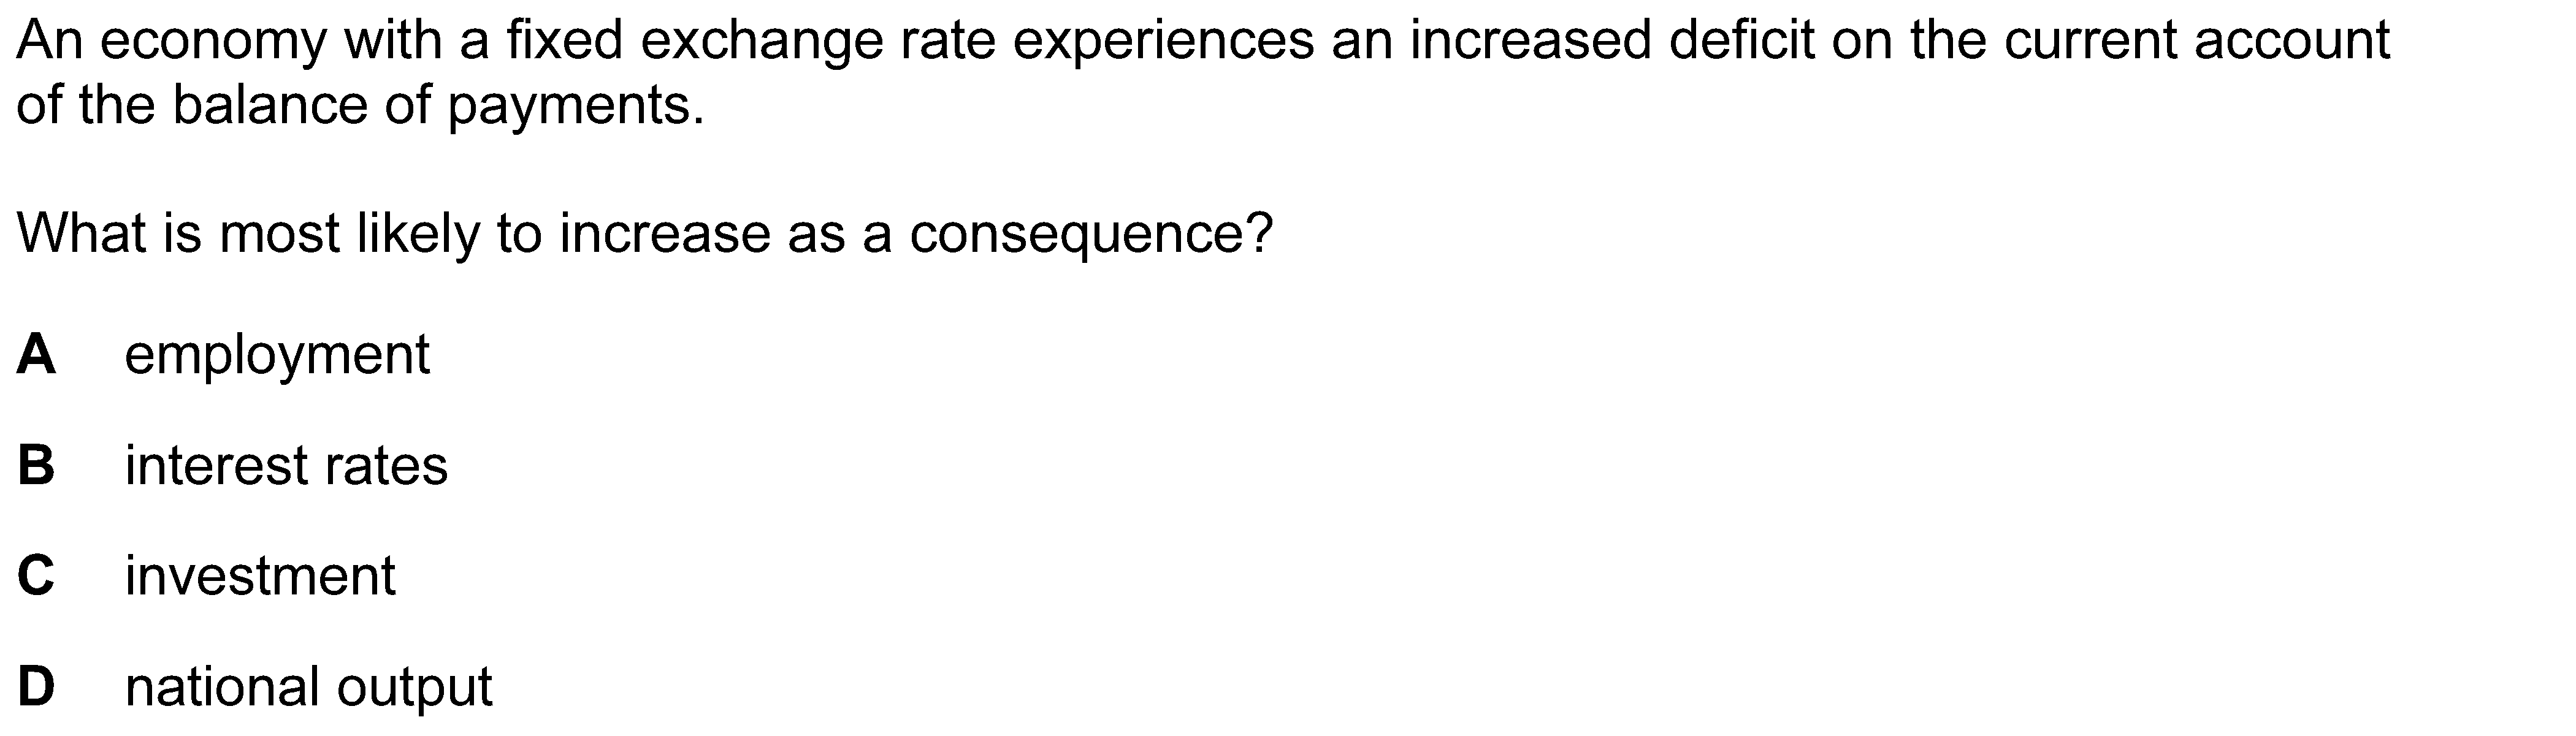 An economy with a fixed exchange rate experiences an increased deficit on the current account
of the balance of payments.
What is most likely to increase as a consequence?
A employment
B interest rates
C investment
D national output